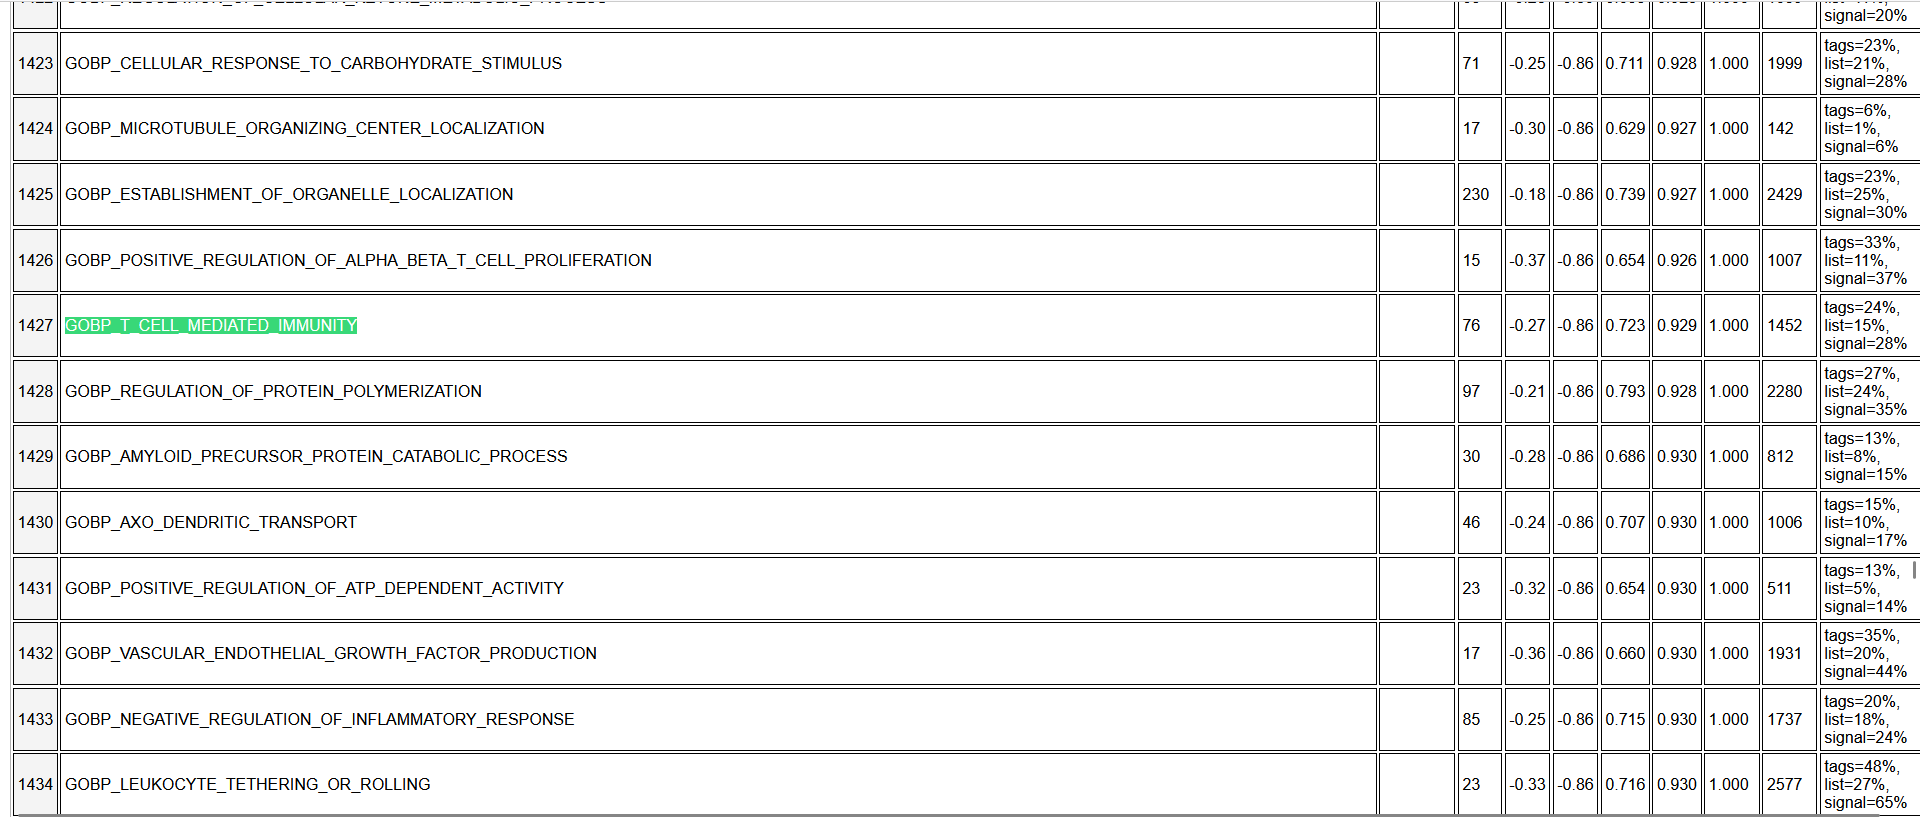 signal=20%
1423 GOBP_CELLULAR_RESPONSE_TO_CARBOHYDRATE_STIMULUS 71 -0.25 -0.86 0.711 0.928 1.000 1999 tags=23%,
list=21%,
signal=28%
1424 GOBP_MICROTUBULE_ORGANIZING_CENTER_LOCALIZATION 17 -0.30 -0.86 0.629 0.927 1.000 142 tags=6%,
list=1%,
signal=6%
1425 GOBP_ESTABLISHMENT_OF_ORGANELLE_LOCALIZATION 230 -0.18 -0.86 0.739 0.927 1.000 2429 tags=23%,
list=25%,
signal=30%
1426 GOBP_POSITIVE_REGULATION_OF_ALPHA_BETA_T_CELL_PROLIFERATION 15 -0.37 -0.86 0.654 0.926 1.000 1007 tags=33%,
list=11%,
signal=37%
1427 GOBP_T_CELL_MEDIATED_IMMUNITY 76 -0.27 -0.86 0.723 0.929 1.000 1452 tags=24%,
list=15%,
signal=28%
1428 GOBP_REGULATION_OF_PROTEIN_POLYMERIZATION 97 -0.21 -0.86 0.793 0.928 1.000 2280 tags=27%,
list=24%,
signal=35%
1429 GOBP_AMYLOID_PRECURSOR_PROTEIN_CATABOLIC_PROCESS 30 -0.28 -0.86 0.686 0.930 1.000 812 tags=13%,
list=8%,
signal=15%
1430 GOBP_AXO_DENDRITIC_TRANSPORT 46 -0.24 -0.86 0.707 0.930 1.000 1006 tags=15%,
list=10%,
signal=17%
1431 GOBP_POSITIVE_REGULATION_OF_ATP_DEPENDENT_ACTIVITY 23 -0.32 -0.86 0.654 0.930 1.000 511 tags=13%,
list=5%,
signal=14%
1432 GOBP_VASCULAR_ENDOTHELIAL_GROWTH_FACTOR_PRODUCTION 17 -0.36 -0.86 0.660 0.930 1.000 1931 tags=35%,
list=20%,
signal=44%
1433 GOBP_NEGATIVE_REGULATION_OF_INFLAMMATORY_RESPONSE 85 -0.25 -0.86 0.715 0.930 1.000 1737 tags=20%,
list=18%,
signal=24%
1434 GOBP_LEUKOCYTE_TETHERING_OR_ROLLING 23 -0.33 -0.86 0.716 0.930 1.000 2577 tags=48%,
list=27%,
signal=65%